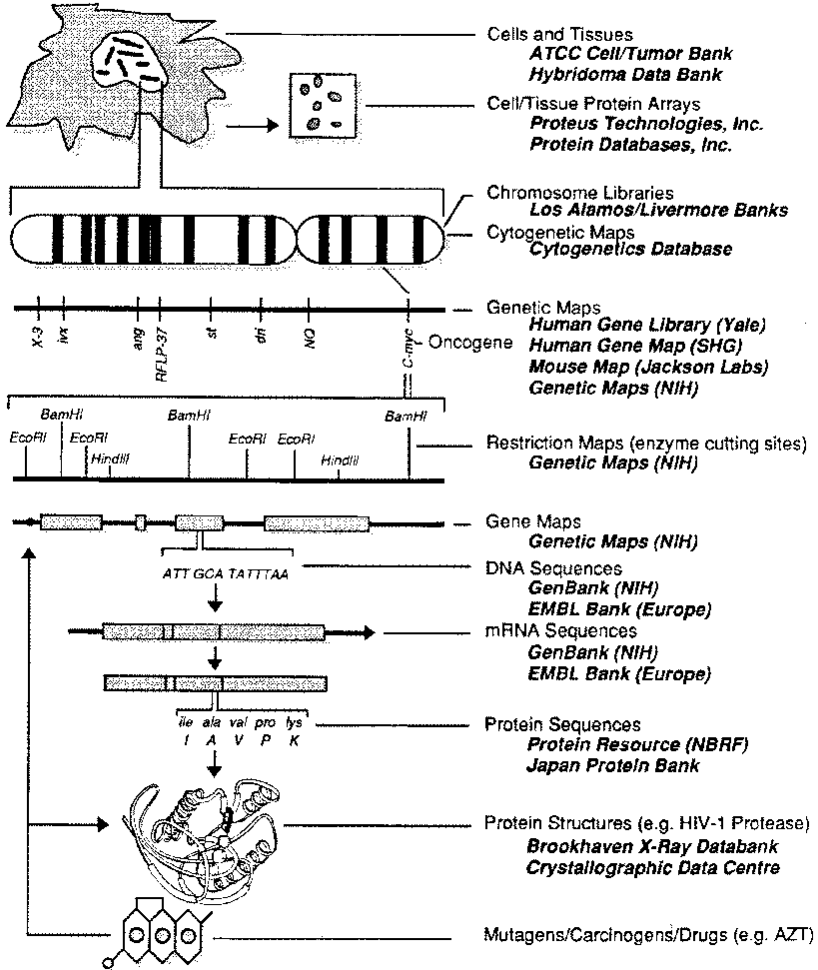 Cells and Tissues
ATCC Cell/Tumor Bank
Hybridoma Data Bank
Cell/Tissue Protein Arrays
Proteus Technologies, Inc.
Protein Databases, Inc.
Chromosome Libraries
Los Alamos/Livermore Banks
Cytogenetic Maps
Cytogenetics Database
Genetic Maps
Human Gene Library (Yale)
X-3
ivx
ang
RFLP-37
st
dri
NQ
C-myc
Oncogene
Human Gene Map (SHG)
Mouse Map (Jackson Labs)
Genetic Maps (NIH)
BamHI
BamHI
BamHI
EcoRI
EcoRI
EcoRI
EcoRI
HindIII
HindIII
Restriction Maps (enzyme cutting sites)
Genetic Maps (NIH)
Gene Maps
Genetic Maps (NIH)
ATT GCA TATTTAA
DNA Sequences
GenBank (NIH)
EMBL Bank (Europe)
mRNA Sequences
GenBank (NIH)
EMBL Bank (Europe)
ile ala val pro lys
I A V P K
Protein Sequences
Protein Resource (NBRF)
Japan Protein Bank
Protein Structures (e.g. HIV-1 Protease)
Brookhaven X-Ray Databank
Crystallographic Data Centre
Mutagens/Carcinogens/Drugs (e.g. AZT)